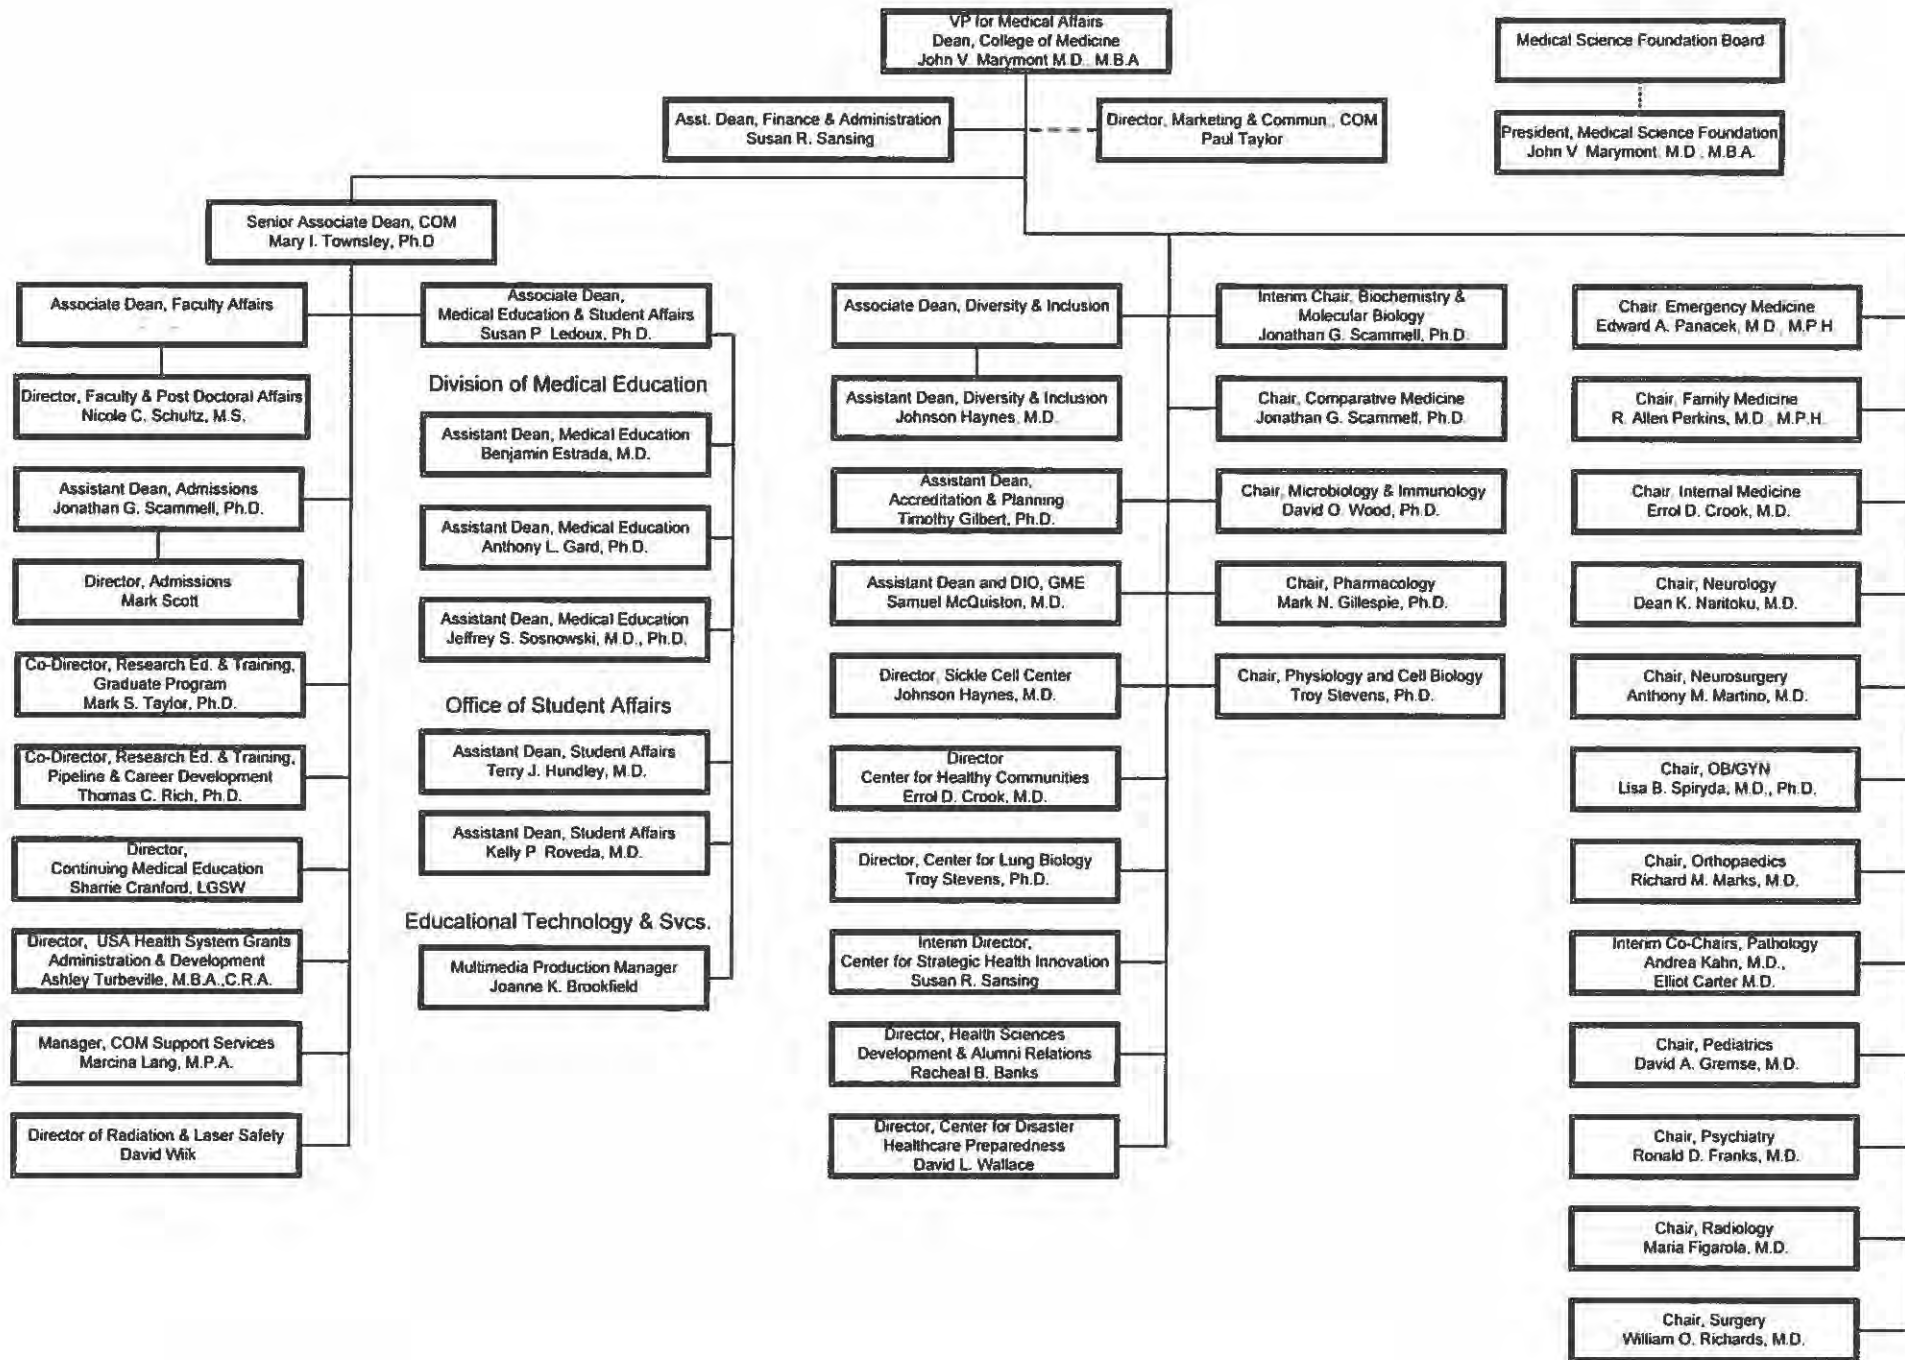 VP for Medical Affairs
Dean, College of Medicine
John V. Marymont M.D., M.B.A
Medical Science Foundation Board
Asst. Dean, Finance & Administration
Susan R. Sansing
Director, Marketing & Commun., COM
Paul Taylor
President, Medical Science Foundation
John V. Marymont, M.D., M.B.A.
Senior Associate Dean, COM
Mary I. Townsley, Ph.D
Associate Dean, Faculty Affairs
Director, Faculty & Post Doctoral Affairs
Nicole C. Schultz, M.S.
Assistant Dean, Admissions
Jonathan G. Scammell, Ph.D.
Director, Admissions
Mark Scott
Co-Director, Research Ed. & Training,
Graduate Program
Mark S. Taylor, Ph.D.
Co-Director, Research Ed. & Training,
Pipeline & Career Development
Thomas C. Rich, Ph.D.
Director,
Continuing Medical Education
Sharrie Cranford, LGSW
Director, USA Health System Grants
Administration & Development
Ashley Turbeville, M.B.A.,C.R.A.
Manager, COM Support Services
Marcina Lang, M.P.A.
Director of Radiation & Laser Safety
David Wiik
Associate Dean,
Medical Education & Student Affairs
Susan P. Ledoux, Ph.D.
Division of Medical Education
Assistant Dean, Medical Education
Benjamin Estrada, M.D.
Assistant Dean, Medical Education
Anthony L. Gard, Ph.D.
Assistant Dean, Medical Education
Jeffrey S. Sosnowski, M.D., Ph.D.
Office of Student Affairs
Assistant Dean, Student Affairs
Terry J. Hundley, M.D.
Assistant Dean, Student Affairs
Kelly P. Roveda, M.D.
Educational Technology & Svcs.
Multimedia Production Manager
Joanne K. Brookfield
Associate Dean, Diversity & Inclusion
Assistant Dean, Diversity & Inclusion
Johnson Haynes, M.D.
Assistant Dean,
Accreditation & Planning
Timothy Gilbert, Ph.D.
Assistant Dean and DIO, GME
Samuel McQuiston, M.D.
Director, Sickle Cell Center
Johnson Haynes, M.D.
Director
Center for Healthy Communities
Errol D. Crook, M.D.
Director, Center for Lung Biology
Troy Stevens, Ph.D.
Interim Director,
Center for Strategic Health Innovation
Susan R. Sansing
Director, Health Sciences
Development & Alumni Relations
Racheal B. Banks
Director, Center for Disaster
Healthcare Preparedness
David L. Wallace
Interim Chair, Biochemistry &
Molecular Biology
Jonathan G. Scammell, Ph.D.
Chair, Comparative Medicine
Jonathan G. Scammell, Ph.D.
Chair, Microbiology & Immunology
David O. Wood, Ph.D.
Chair, Pharmacology
Mark N. Gillespie, Ph.D.
Chair, Physiology and Cell Biology
Troy Stevens, Ph.D.
Chair, Emergency Medicine
Edward A. Panacek, M.D., M.P.H
Chair, Family Medicine
R. Allen Perkins, M.D., M.P.H.
Chair, Internal Medicine
Errol D. Crook, M.D.
Chair, Neurology
Dean K. Naritoku, M.D.
Chair, Neurosurgery
Anthony M. Martino, M.D.
Chair, OB/GYN
Lisa B. Spiryda, M.D., Ph.D.
Chair, Orthopaedics
Richard M. Marks, M.D.
Interim Co-Chairs, Pathology
Andrea Kahn, M.D.,
Elliot Carter M.D.
Chair, Pediatrics
David A. Gremse, M.D.
Chair, Psychiatry
Ronald D. Franks, M.D.
Chair, Radiology
Maria Figarola, M.D.
Chair, Surgery
William O. Richards, M.D.